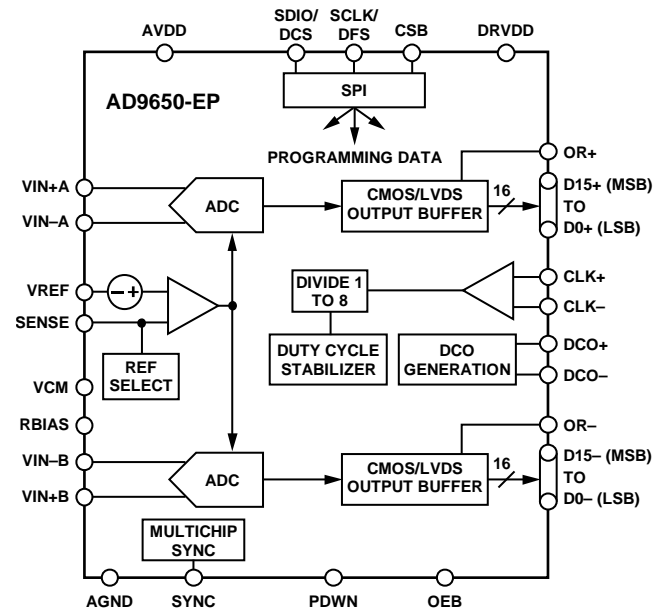 AVDD
SDIO/
DCS
SCLK/
DFS
CSB
DRVDD
AD9650-EP
SPI
PROGRAMMING DATA
VIN+A
VIN–A
ADC
CMOS/LVDS
OUTPUT BUFFER
16
OR+
D15+ (MSB)
TO
D0+ (LSB)
VREF
– +
SENSE
REF
SELECT
DIVIDE 1
TO 8
DUTY CYCLE
STABILIZER
DCO
GENERATION
CLK+
CLK–
DCO+
DCO–
VCM
RBIAS
VIN–B
VIN+B
ADC
CMOS/LVDS
OUTPUT BUFFER
16
OR–
D15– (MSB)
TO
D0– (LSB)
MULTICHIP
SYNC
AGND
SYNC
PDWN
OEB